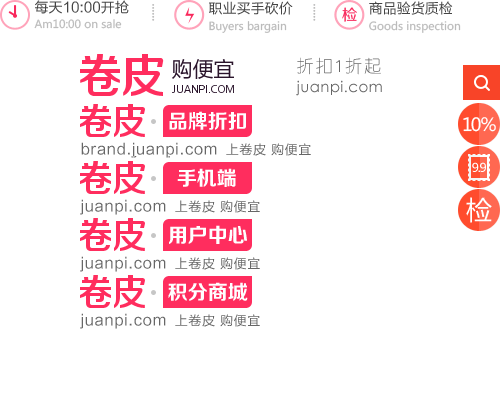 每天10:00开抢
Am10:00 on sale
职业买手砍价
Buyers bargain
检
商品验货质检
Goods inspection
卷皮
购便宜
JUANPI.COM
折扣1折起
juanpi.com
卷皮·品牌折扣
brand.juanpi.com 上卷皮 购便宜
卷皮·手机端
juanpi.com 上卷皮 购便宜
卷皮·用户中心
juanpi.com 上卷皮 购便宜
卷皮·积分商城
juanpi.com 上卷皮 购便宜
10%
9.9
检